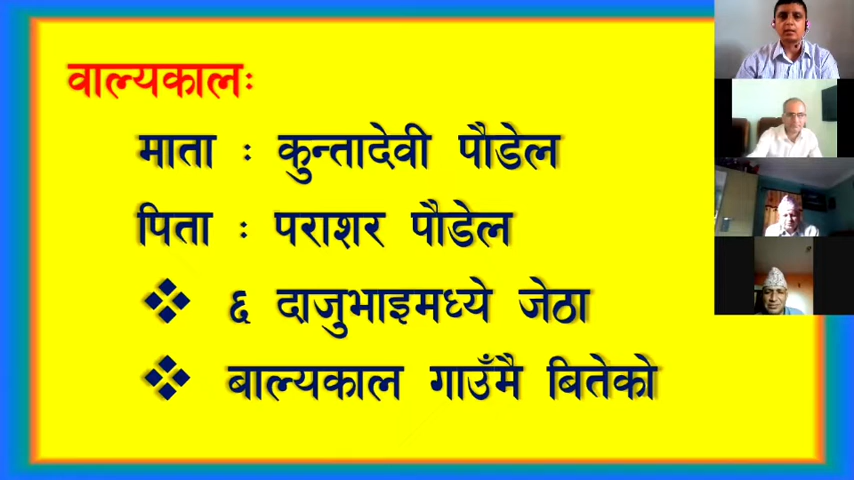 वाल्यकालः
माता : कुन्तादेवी पौडेल
पिता : पराशर पौडेल
❖ ६ दाजुभाइमध्ये जेठा
❖ बाल्यकाल गाउँमै बितेको